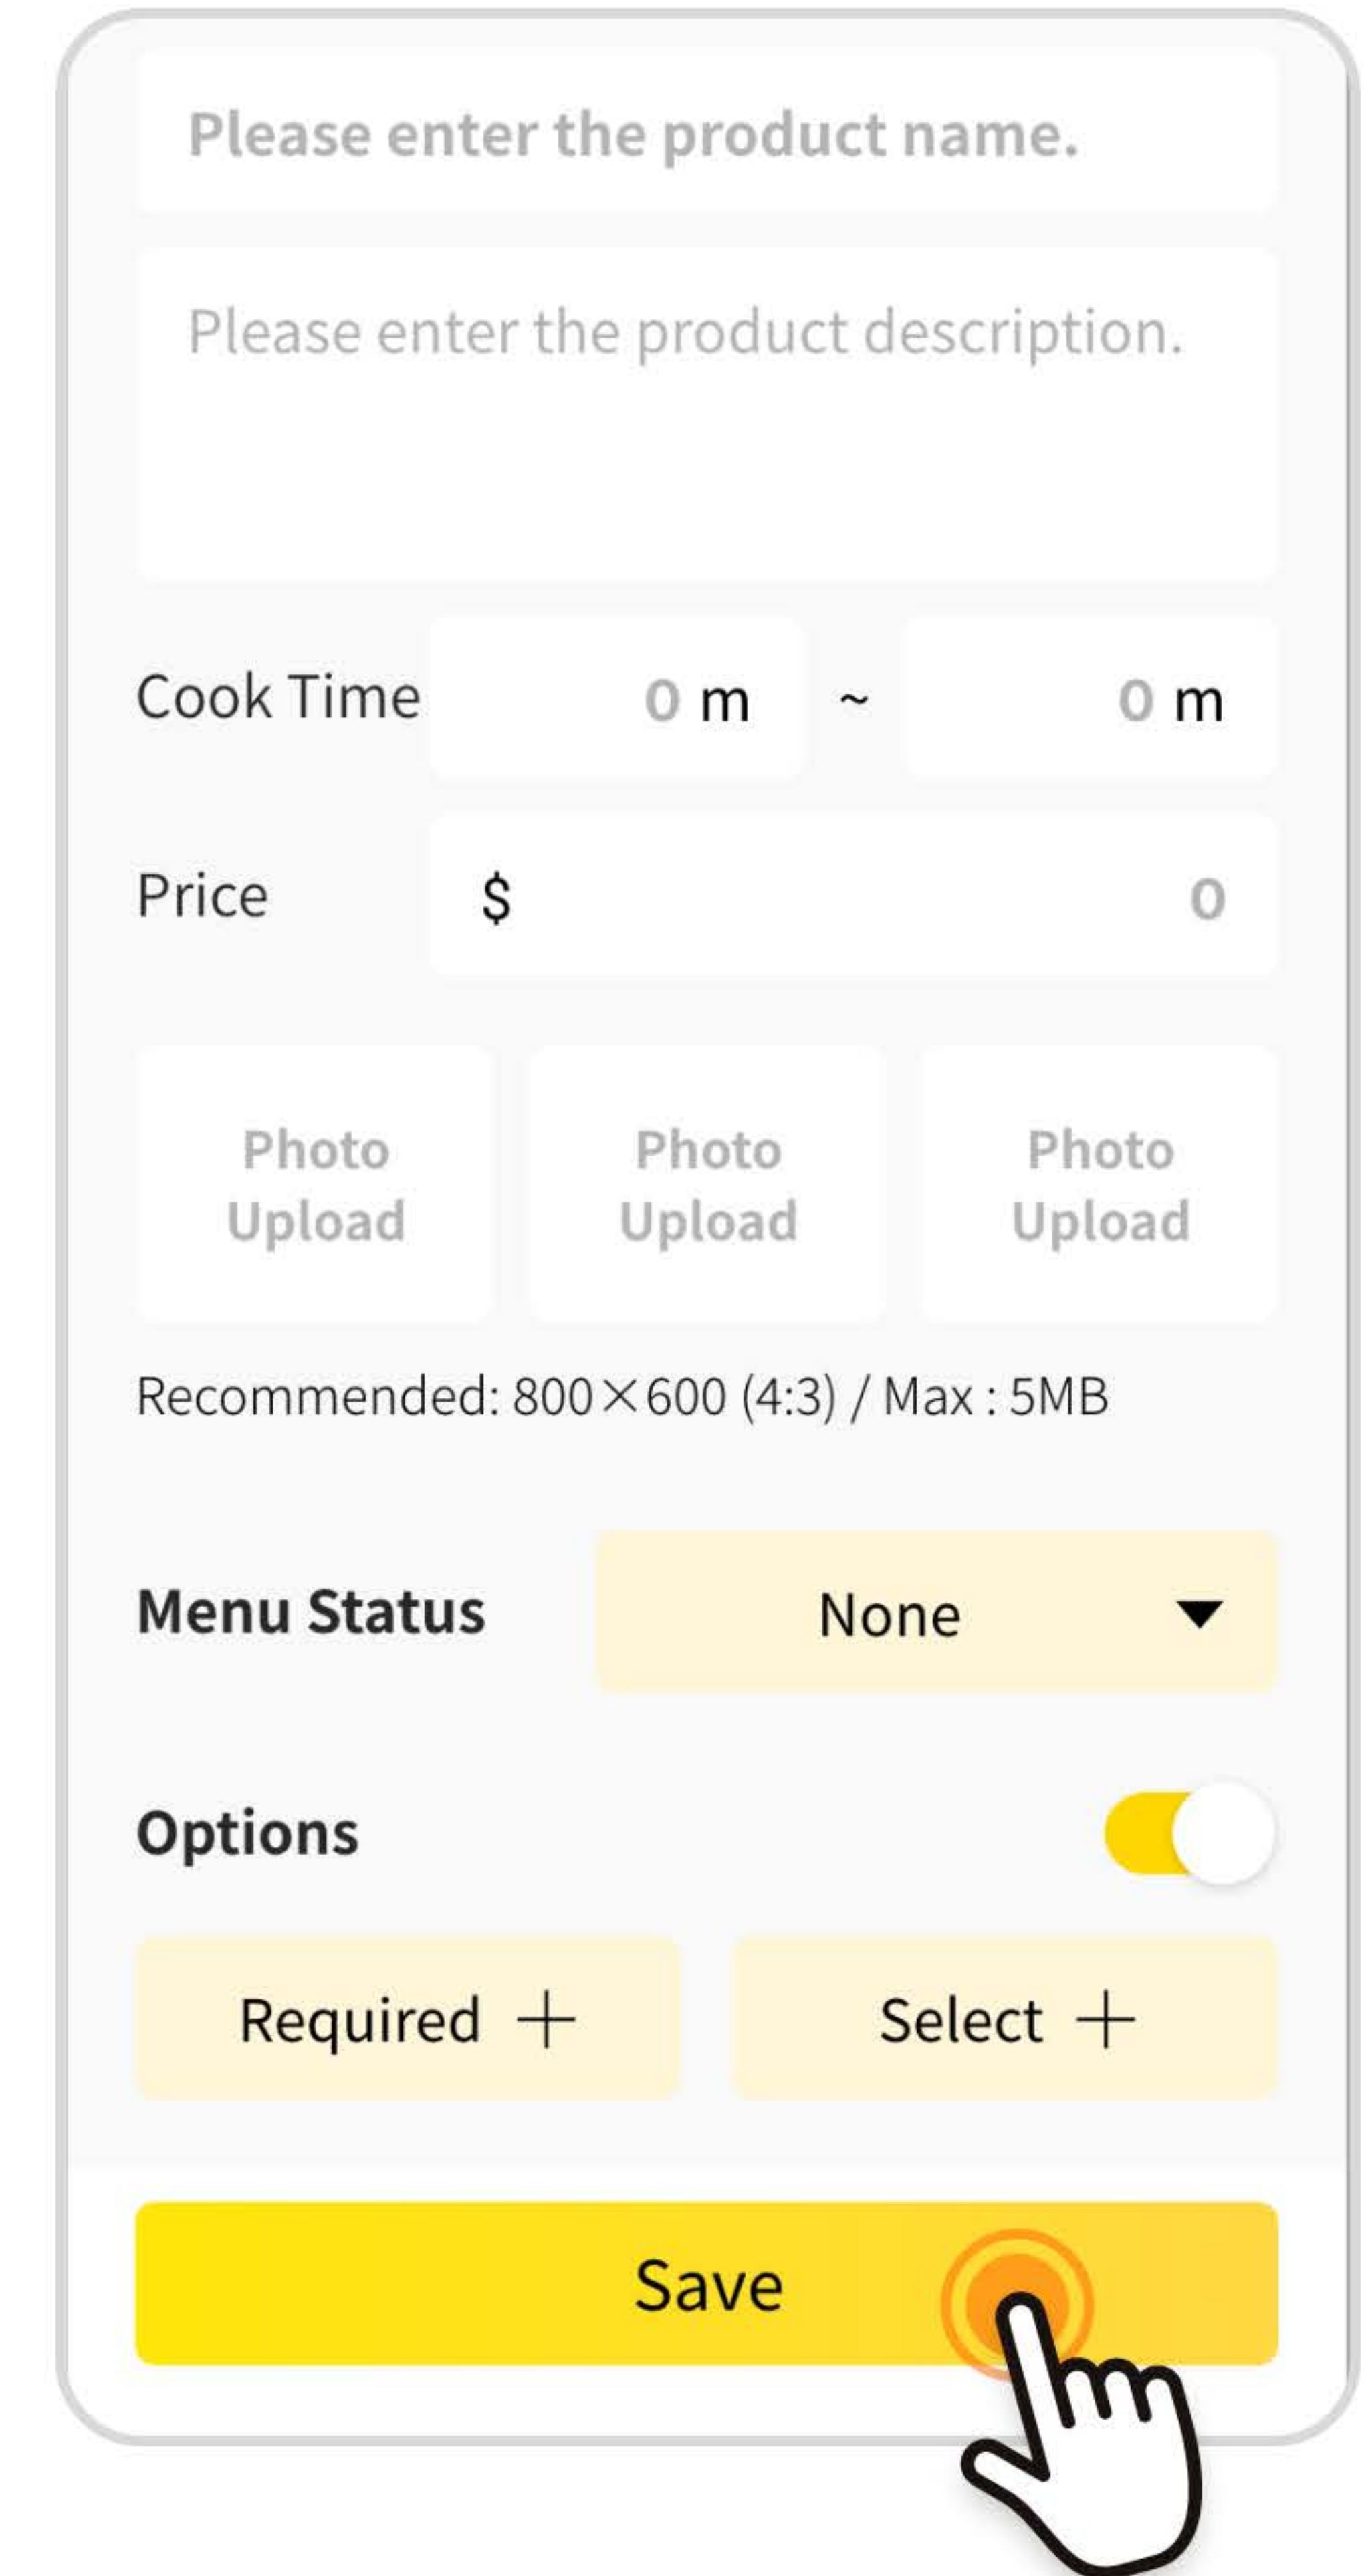 Please enter the product name.
Please enter the product description.
Cook Time 0 m ~ 0 m
Price $ 0
Photo Upload
Photo Upload
Photo Upload
Recommended: 800×600 (4:3) / Max : 5MB
Menu Status None
Options
Required + Select +
Save